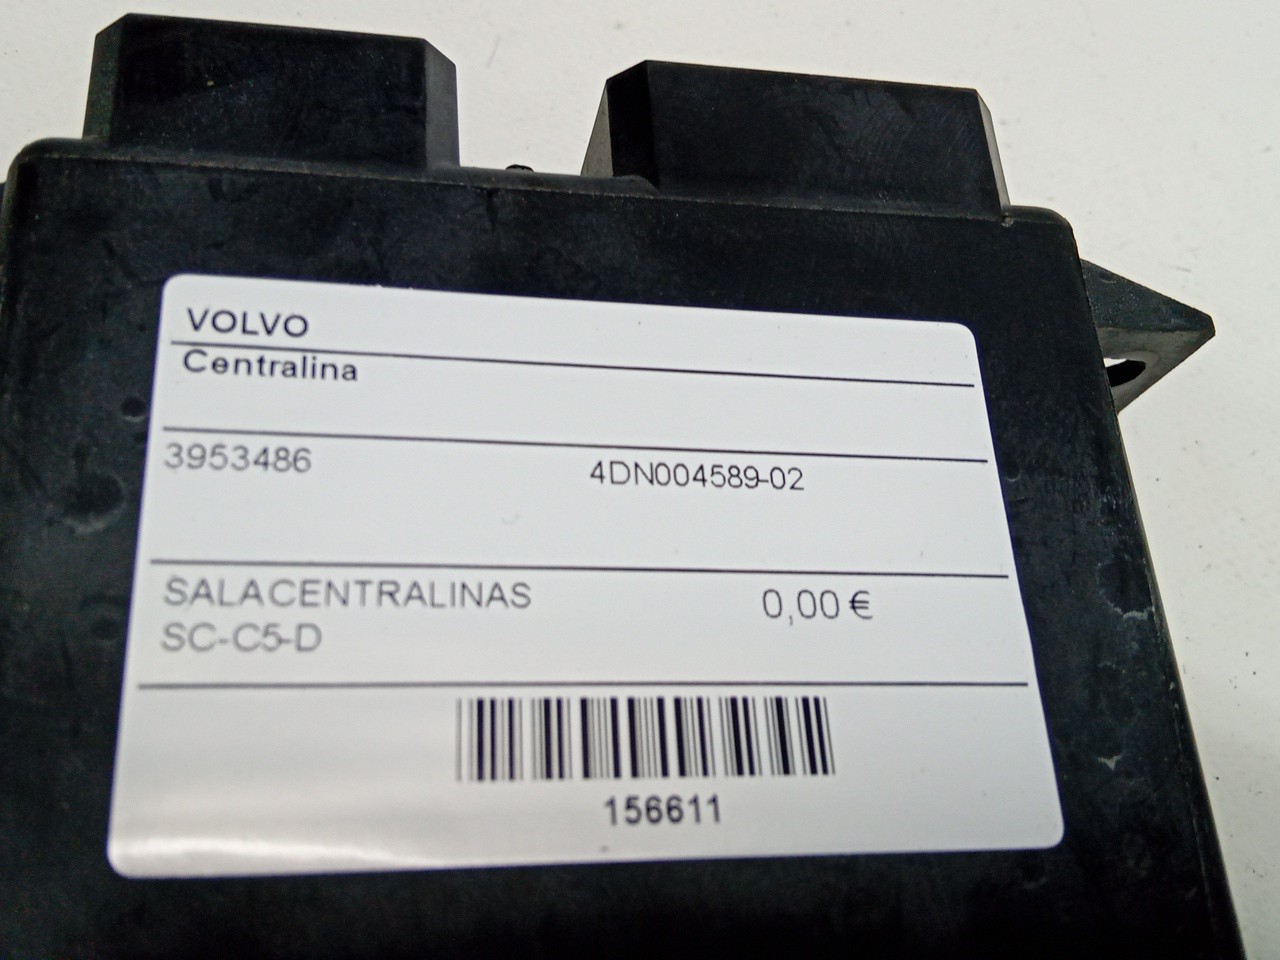 VOLVO
Centralina
3953486 4DN004589-02
SALACENTRALINAS 0,00 €
SC-C5-D
156611